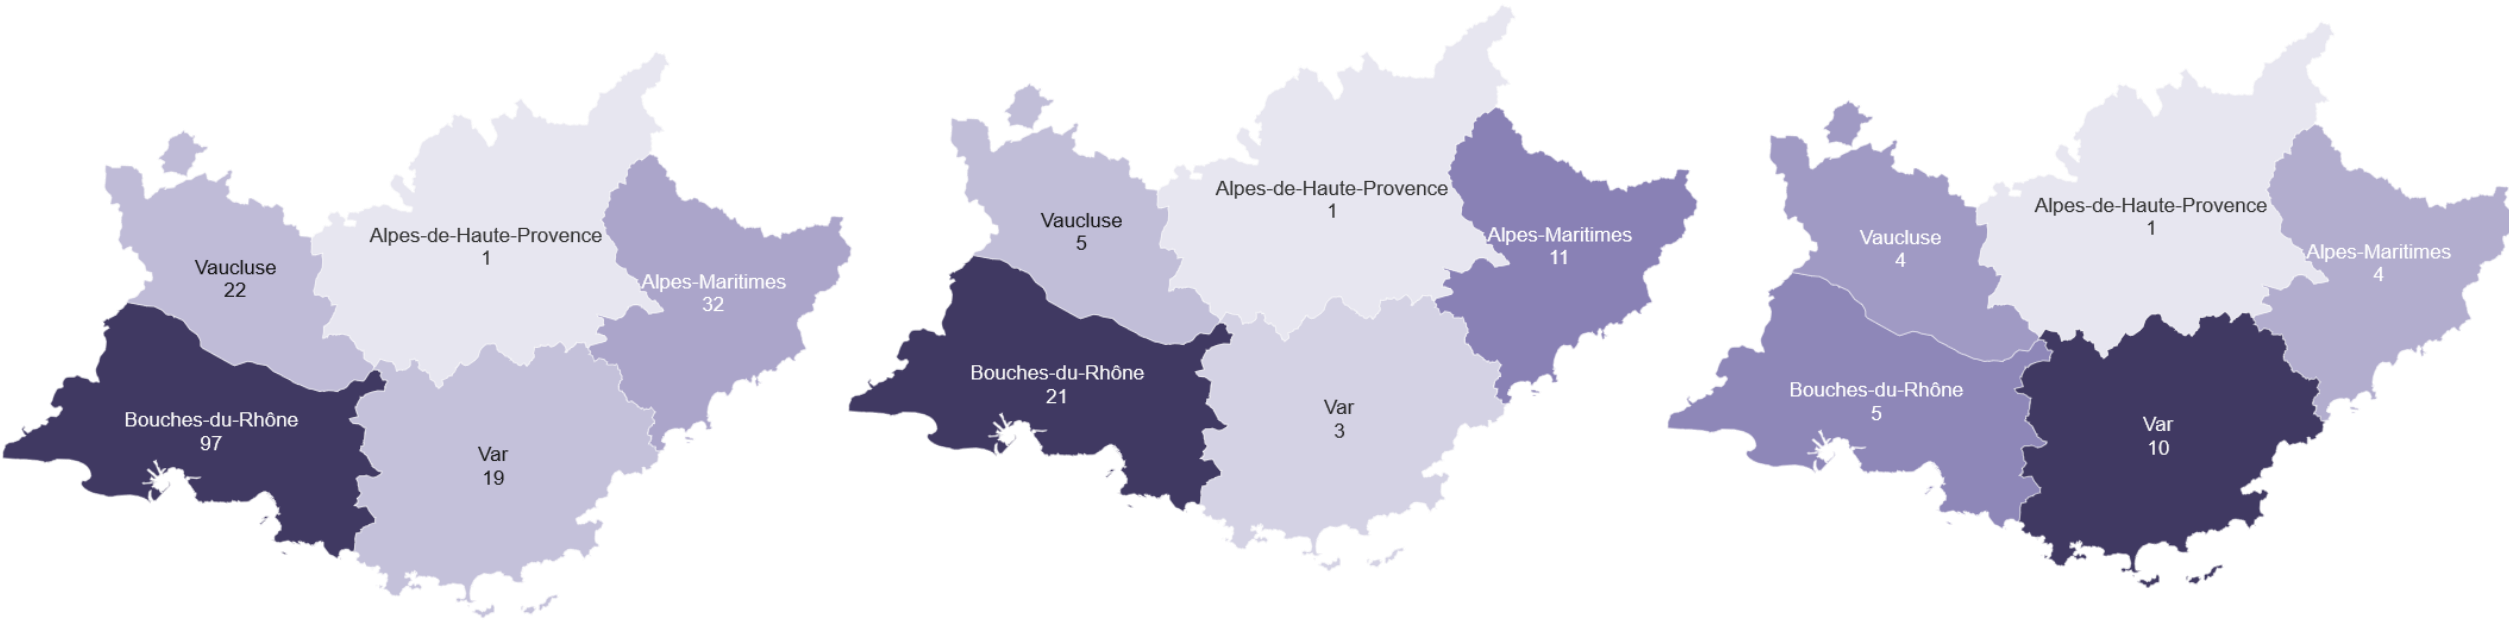 Alpes-de-Haute-Provence
1
Vaucluse
22
Alpes-Maritimes
32
Bouches-du-Rhône
97
Var
19
Alpes-de-Haute-Provence
1
Vaucluse
5
Alpes-Maritimes
11
Bouches-du-Rhône
21
Var
3
Alpes-de-Haute-Provence
1
Vaucluse
4
Alpes-Maritimes
4
Bouches-du-Rhône
5
Var
10